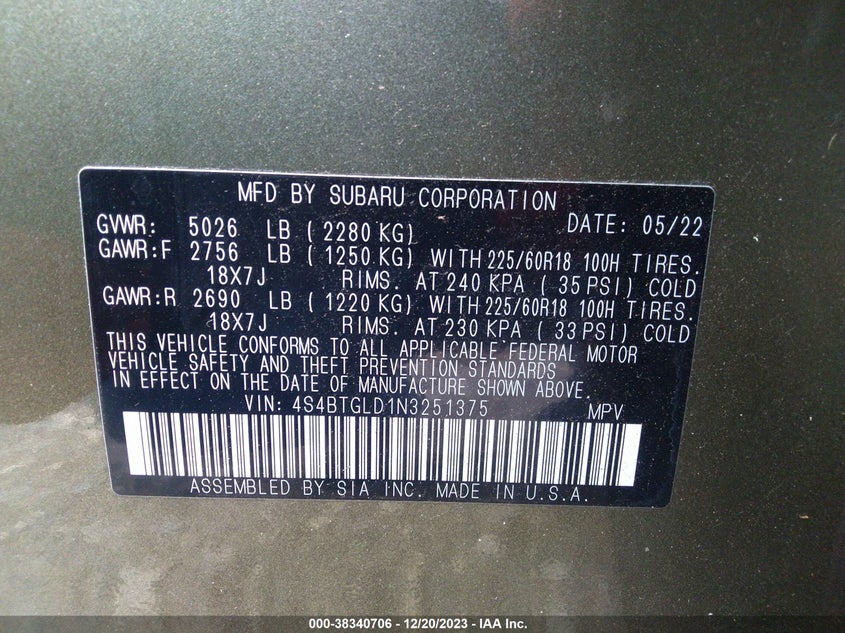 MFD BY SUBARU CORPORATION
GVWR: 5026 LB ( 2280 KG) DATE: 05/22
GAWR:F 2756 LB ( 1250 KG) WITH 225/60R18 100H TIRES.
18X7J RIMS. AT 240 KPA ( 35 PSI) COLD
GAWR:R 2690 LB ( 1220 KG) WITH 225/60R18 100H TIRES.
18X7J RIMS. AT 230 KPA ( 33 PSI) COLD
THIS VEHICLE CONFORMS TO ALL APPLICABLE FEDERAL MOTOR
VEHICLE SAFETY AND THEFT PREVENTION STANDARDS
IN EFFECT ON THE DATE OF MANUFACTURE SHOWN ABOVE.
VIN: 4S4BTGLD1N3251375 MPV
ASSEMBLED BY SIA INC. MADE IN U.S.A.
000-38340706 - 12/20/2023 - IAA Inc.